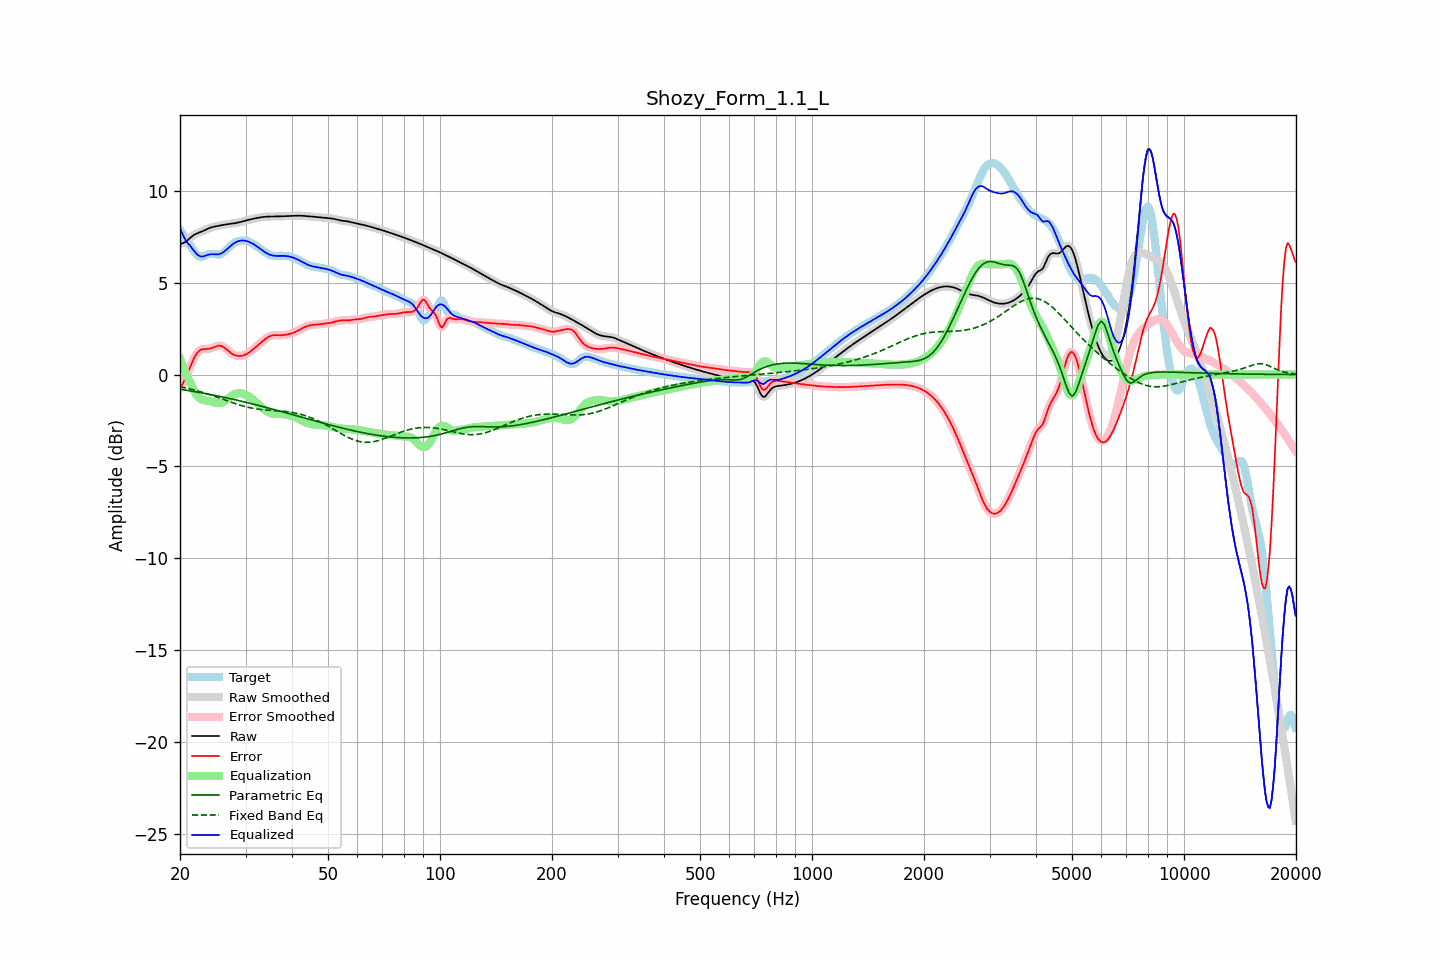 Shozy_Form_1.1_L
10
5
0
−5
−10
−15
−20
−25
Amplitude (dBr)
Target
Raw Smoothed
Error Smoothed
Raw
Error
Equalization
Parametric Eq
Fixed Band Eq
Equalized
20 50 100 200 500 1000 2000 5000 10000 20000
Frequency (Hz)